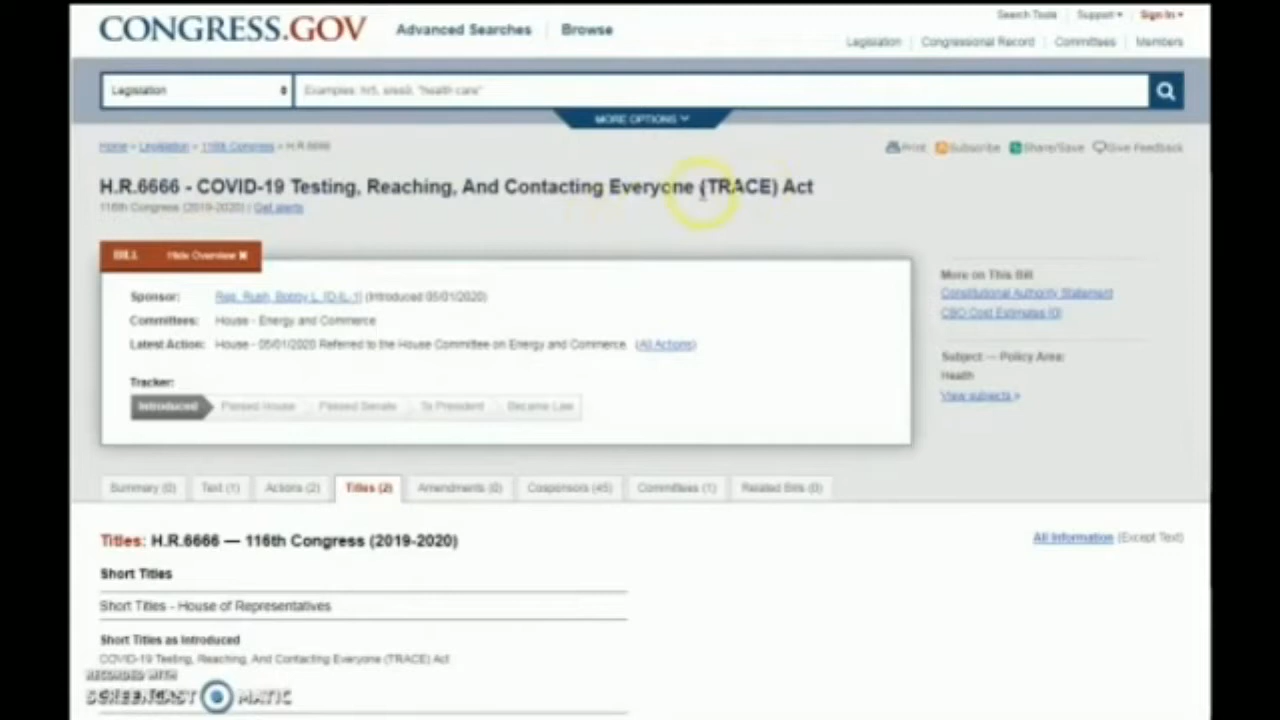 CONGRESS.GOV Advanced Searches Browse
Search Tools Support Sign In
Legislation Congressional Record Committees Members
Legislation Examples: hr5, sres9, "health care"
MORE OPTIONS
Home > Legislation > 116th Congress > H.R.6666
Print Subscribe Share/Save Give Feedback
H.R.6666 - COVID-19 Testing, Reaching, And Contacting Everyone (TRACE) Act
116th Congress (2019-2020) | Get alerts
BILL Hide Overview x
Sponsor: Rep. Rush, Bobby L. [D-IL-1] (Introduced 05/01/2020)
Committees: House - Energy and Commerce
Latest Action: House - 05/01/2020 Referred to the House Committee on Energy and Commerce. (All Actions)
Tracker:
Introduced Passed House Passed Senate To President Became Law
More on This Bill
Constitutional Authority Statement
CBO Cost Estimates [0]
Subject — Policy Area:
Health
View subjects »
Summary (0) Text (1) Actions (2) Titles (2) Amendments (0) Cosponsors (45) Committees (1) Related Bills (0)
Titles: H.R.6666 — 116th Congress (2019-2020)
All Information (Except Text)
Short Titles
Short Titles - House of Representatives
Short Titles as Introduced
COVID-19 Testing, Reaching, And Contacting Everyone (TRACE) Act
RECORDED WITH
SCREENCAST MATIC